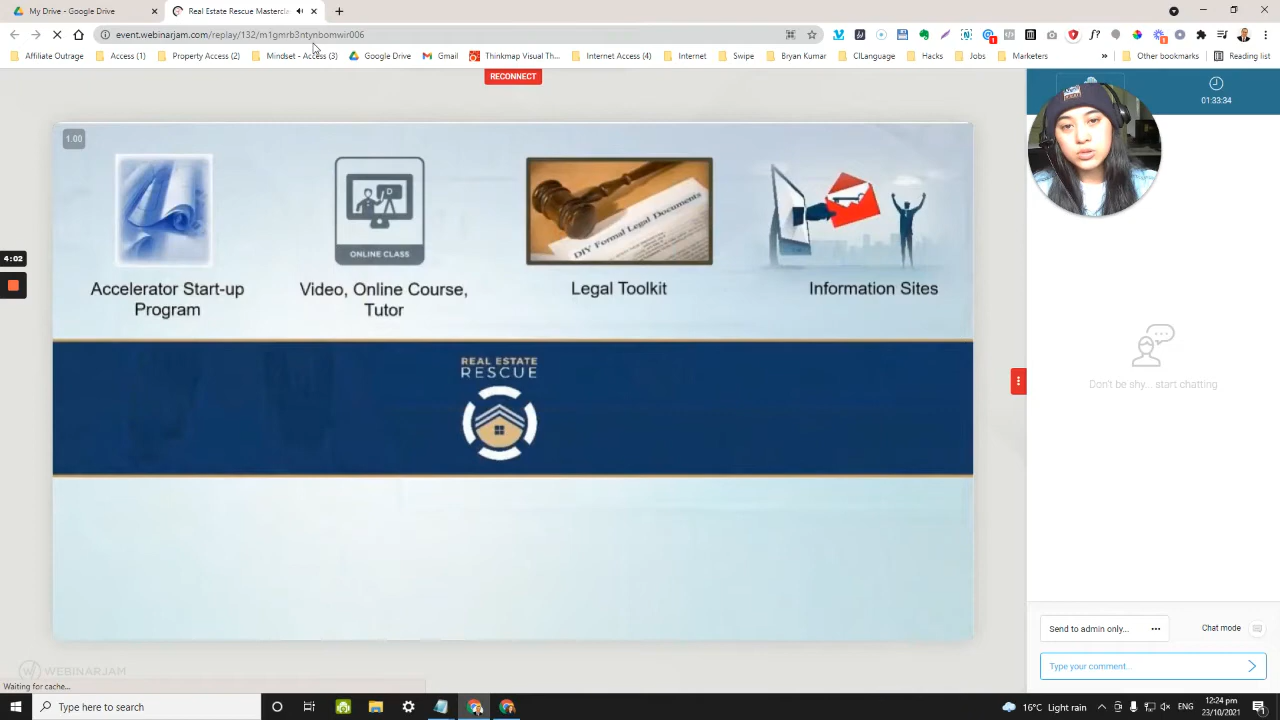 My Drive - Google Drive
Real Estate Rescue Mastercla
event.webinarjam.com/replay/132/m1gmrb3ntynbomwir006
Affiliate Outreach
Access (1)
Property Access (2)
Mindset - Access (3)
Google Drive
Gmail
Thinkmap Visual Th...
Internet Access (4)
Internet
Swipe
Bryan Kumar
CILanguage
Hacks
Jobs
Marketers
»
Other bookmarks
Reading list
RECONNECT
01:33:34
1.00
4:02
ONLINE CLASS
DIY Formal Legal Documents
Accelerator Start-up
Program
Video, Online Course,
Tutor
Legal Toolkit
Information Sites
REAL ESTATE
RESCUE
Don't be shy... start chatting
Send to admin only...
Chat mode
Type your comment...
WEBINARJAM
Waiting for cache...
Type here to search
16°C Light rain
12:24 pm
23/10/2021